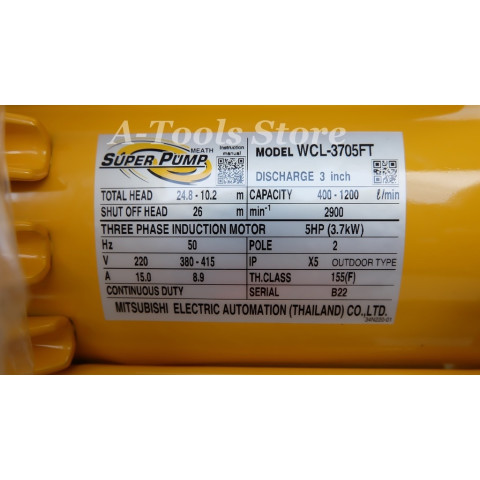 A-Tools Store
MEATH
SUPER PUMP
Instruction
manual
MODEL WCL-3705FT
DISCHARGE 3 inch
TOTAL HEAD 24.8 - 10.2 m CAPACITY 400 - 1200 ℓ/min
SHUT OFF HEAD 26 m min⁻¹ 2900
THREE PHASE INDUCTION MOTOR 5HP (3.7kW)
Hz 50 POLE 2
V 220 380 - 415 IP X5 OUTDOOR TYPE
A 15.0 8.9 TH.CLASS 155(F)
CONTINUOUS DUTY SERIAL B22
MITSUBISHI ELECTRIC AUTOMATION (THAILAND) CO.,LTD.